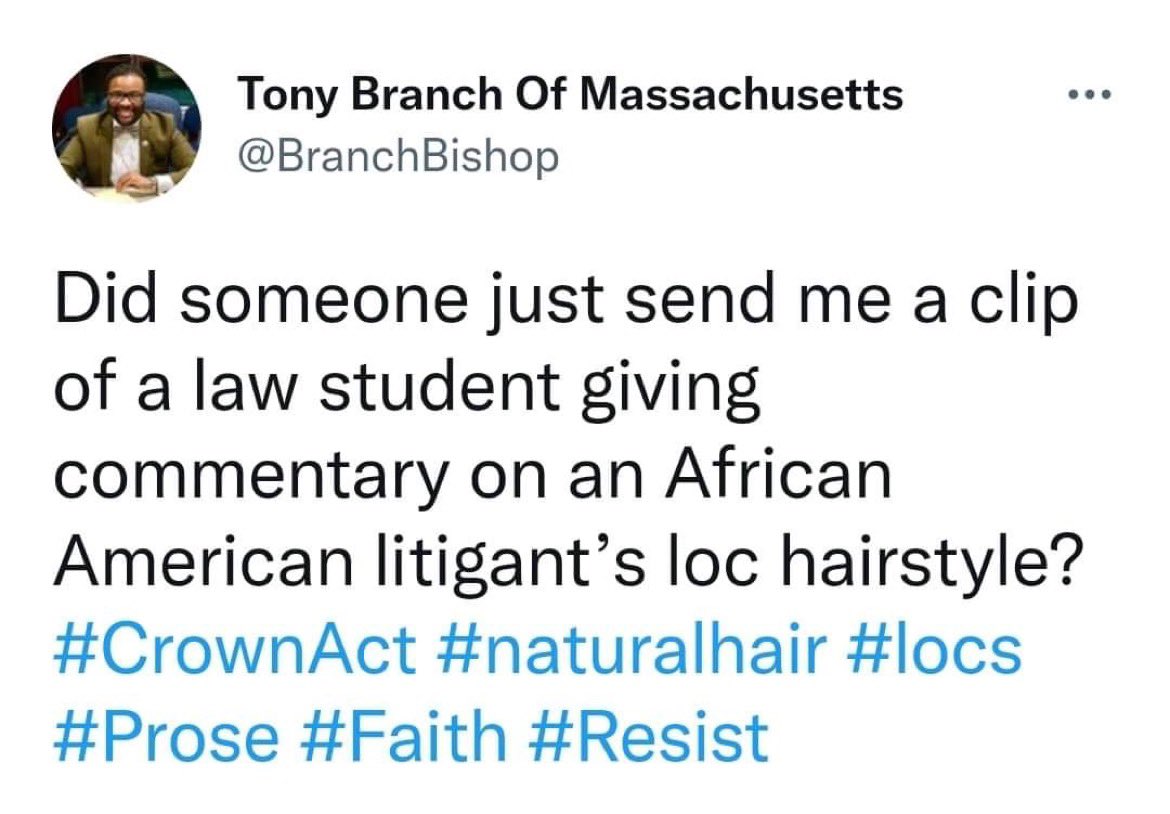 Tony Branch Of Massachusetts
@BranchBishop
Did someone just send me a clip
of a law student giving
commentary on an African
American litigant’s loc hairstyle?
#CrownAct #naturalhair #locs
#Prose #Faith #Resist